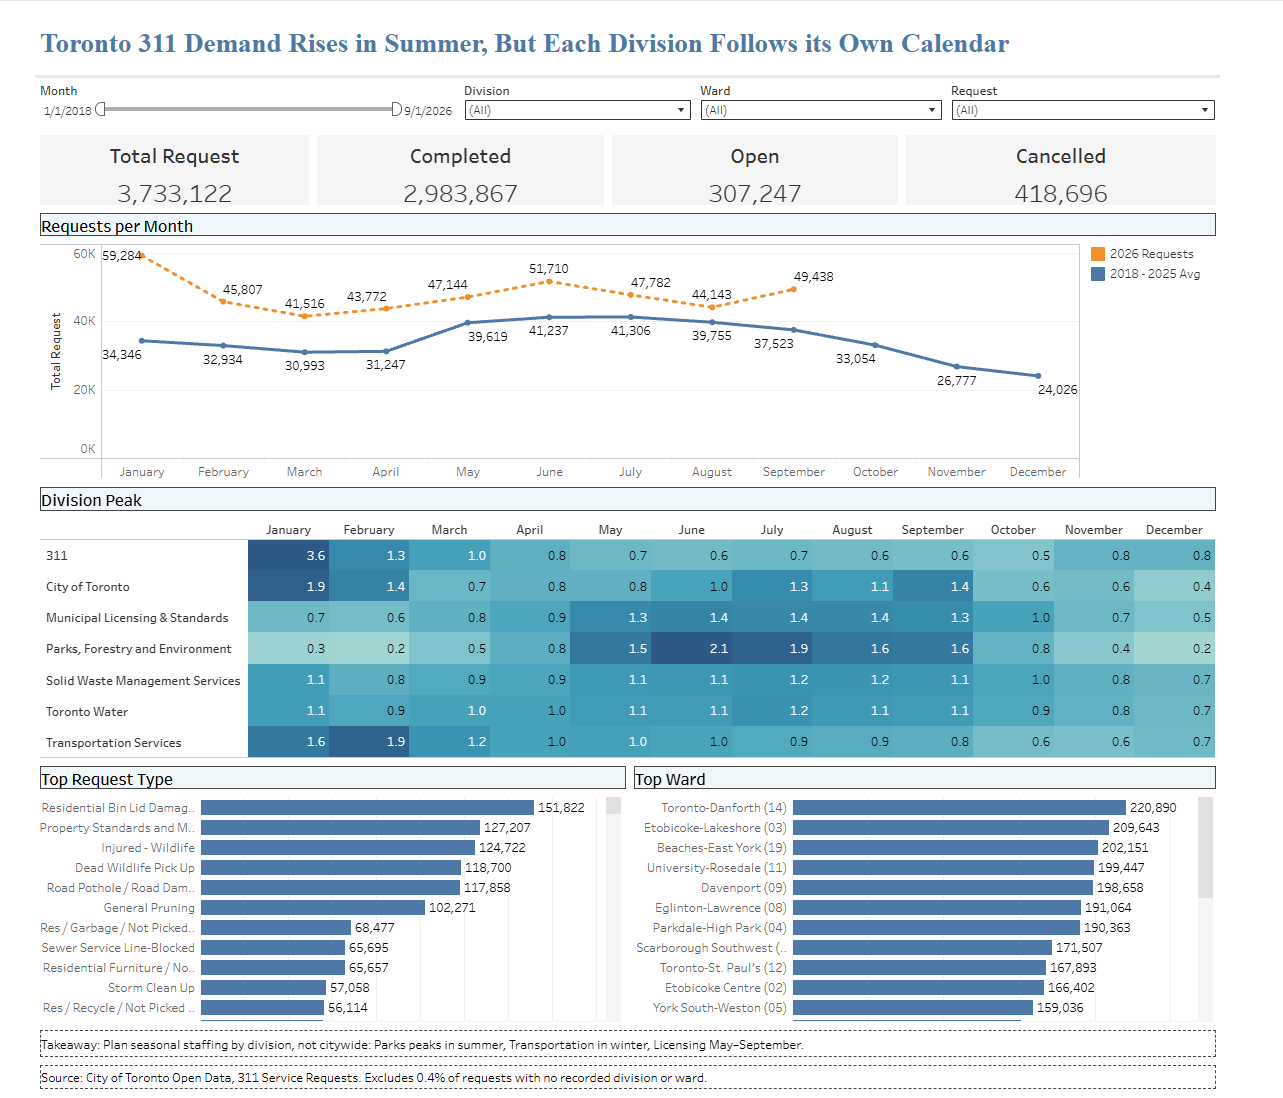 Toronto 311 Demand Rises in Summer, But Each Division Follows its Own Calendar
Month Division Ward Request
1/1/2018 9/1/2026 (All) (All) (All)
Total Request Completed Open Cancelled
3,733,122 2,983,867 307,247 418,696
Requests per Month
2026 Requests
2018 - 2025 Avg
Total Request
60K
40K
20K
0K
59,284 45,807 41,516 43,772 47,144 51,710 47,782 44,143 49,438
34,346 32,934 30,993 31,247 39,619 41,237 41,306 39,755 37,523 33,054 26,777 24,026
January February March April May June July August September October November December
Division Peak
January February March April May June July August September October November December
311 3.6 1.3 1.0 0.8 0.7 0.6 0.7 0.6 0.6 0.5 0.8 0.8
City of Toronto 1.9 1.4 0.7 0.8 0.8 1.0 1.3 1.1 1.4 0.6 0.6 0.4
Municipal Licensing & Standards 0.7 0.6 0.8 0.9 1.3 1.4 1.4 1.4 1.3 1.0 0.7 0.5
Parks, Forestry and Environment 0.3 0.2 0.5 0.8 1.5 2.1 1.9 1.6 1.6 0.8 0.4 0.2
Solid Waste Management Services 1.1 0.8 0.9 0.9 1.1 1.1 1.2 1.2 1.1 1.0 0.8 0.7
Toronto Water 1.1 0.9 1.0 1.0 1.1 1.1 1.2 1.1 1.1 0.9 0.8 0.7
Transportation Services 1.6 1.9 1.2 1.0 1.0 1.0 0.9 0.9 0.8 0.6 0.6 0.7
Top Request Type
Residential Bin Lid Damag.. 151,822
Property Standards and M.. 127,207
Injured - Wildlife 124,722
Dead Wildlife Pick Up 118,700
Road Pothole / Road Dam.. 117,858
General Pruning 102,271
Res / Garbage / Not Picked.. 68,477
Sewer Service Line-Blocked 65,695
Residential Furniture / No.. 65,657
Storm Clean Up 57,058
Res / Recycle / Not Picked .. 56,114
Top Ward
Toronto-Danforth (14) 220,890
Etobicoke-Lakeshore (03) 209,643
Beaches-East York (19) 202,151
University-Rosedale (11) 199,447
Davenport (09) 198,658
Eglinton-Lawrence (08) 191,064
Parkdale-High Park (04) 190,363
Scarborough Southwest (.. 171,507
Toronto-St. Paul's (12) 167,893
Etobicoke Centre (02) 166,402
York South-Weston (05) 159,036
Takeaway: Plan seasonal staffing by division, not citywide: Parks peaks in summer, Transportation in winter, Licensing May–September.
Source: City of Toronto Open Data, 311 Service Requests. Excludes 0.4% of requests with no recorded division or ward.